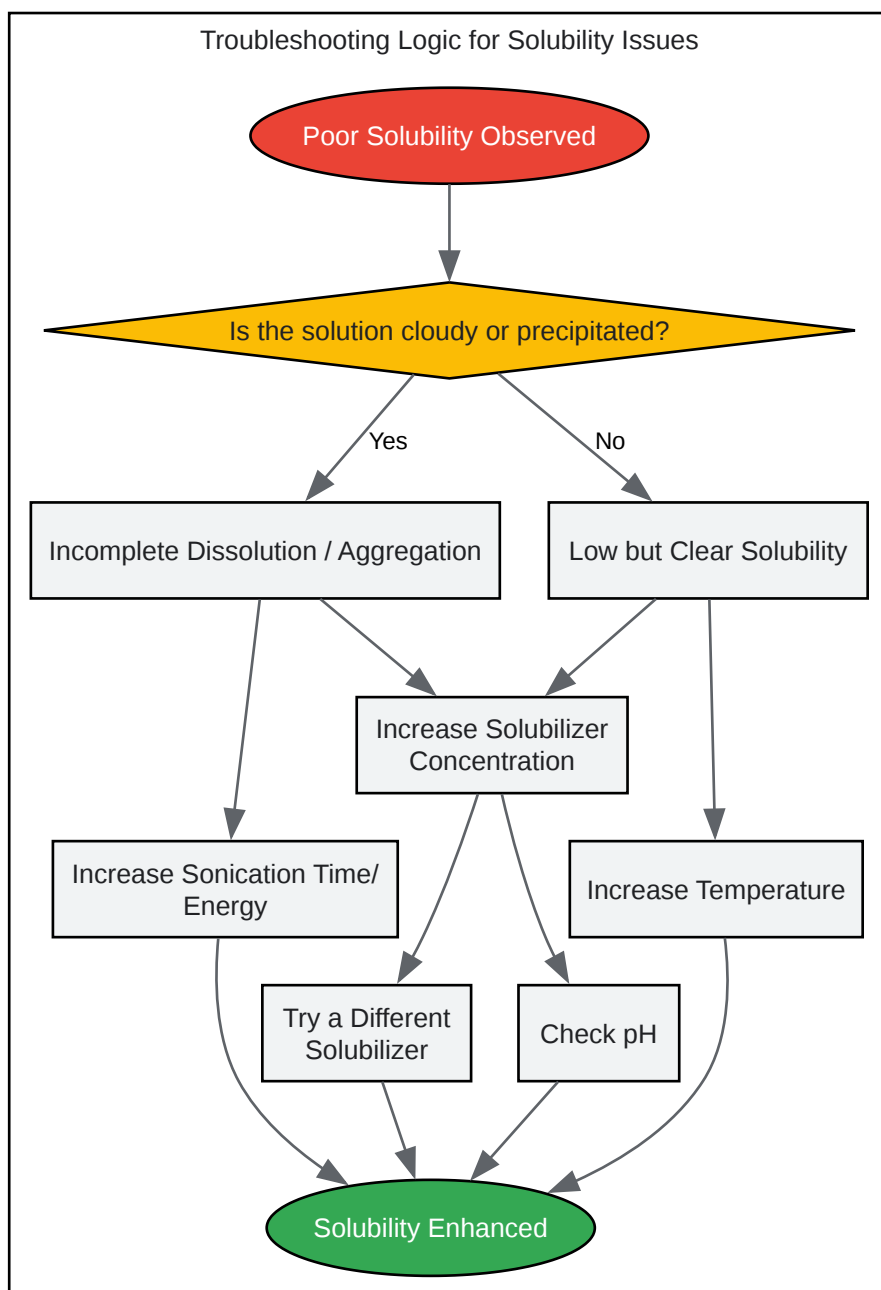 Troubleshooting Logic for Solubility Issues
Poor Solubility Observed
Is the solution cloudy or precipitated?
Yes
No
Incomplete Dissolution / Aggregation
Low but Clear Solubility
Increase Solubilizer
Concentration
Increase Sonication Time/
Energy
Increase Temperature
Try a Different
Solubilizer
Check pH
Solubility Enhanced